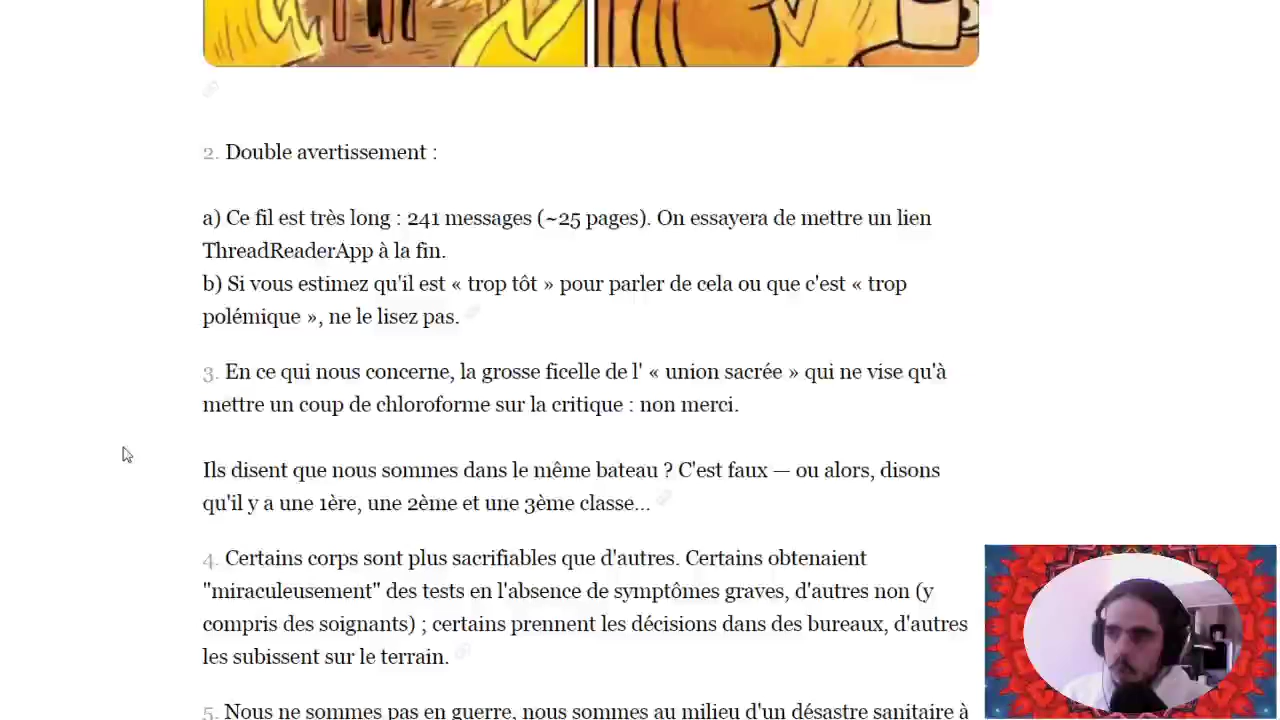 2. Double avertissement :
a) Ce fil est très long : 241 messages (~25 pages). On essayera de mettre un lien
ThreadReaderApp à la fin.
b) Si vous estimez qu'il est « trop tôt » pour parler de cela ou que c'est « trop
polémique », ne le lisez pas.
3. En ce qui nous concerne, la grosse ficelle de l' « union sacrée » qui ne vise qu'à
mettre un coup de chloroforme sur la critique : non merci.
Ils disent que nous sommes dans le même bateau ? C'est faux — ou alors, disons
qu'il y a une 1ère, une 2ème et une 3ème classe...
4. Certains corps sont plus sacrifiables que d'autres. Certains obtenaient
"miraculeusement" des tests en l'absence de symptômes graves, d'autres non (y
compris des soignants) ; certains prennent les décisions dans des bureaux, d'autres
les subissent sur le terrain.
5. Nous ne sommes pas en guerre, nous sommes au milieu d'un désastre sanitaire à